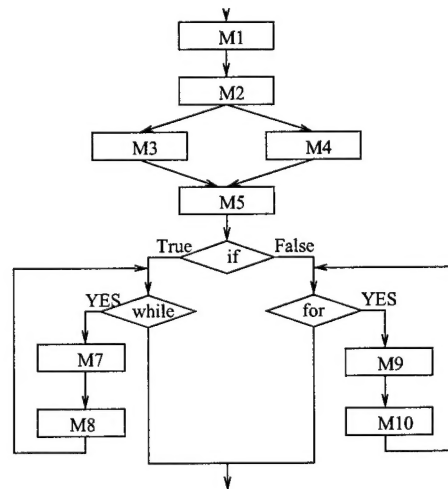 M1
M2
M3 M4
M5
True if False
YES while for YES
M7 M9
M8 M10